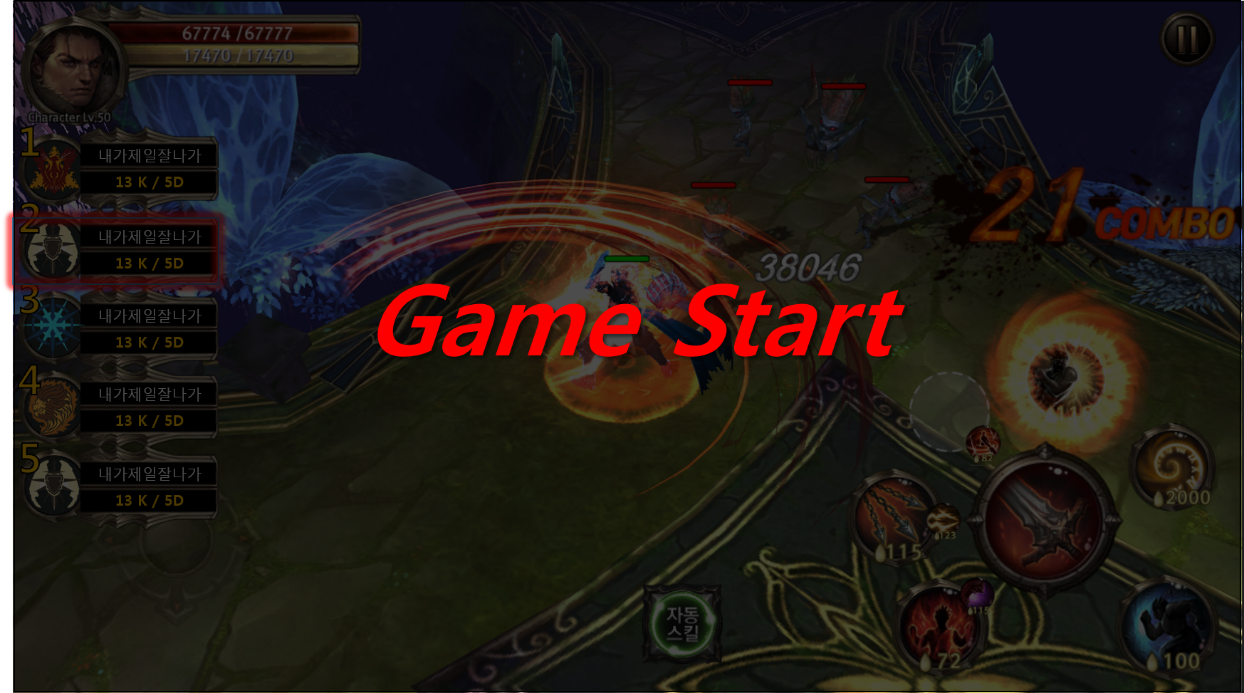 67774 / 67777
17470 / 17470
Character Lv.50
1
내가제일잘나가
13 K / 5D
2
내가제일잘나가
13 K / 5D
3
내가제일잘나가
13 K / 5D
4
내가제일잘나가
13 K / 5D
5
내가제일잘나가
13 K / 5D
21 COMBO
38046
Game Start
82
2000
115
123
115
72
100
자동
스킬